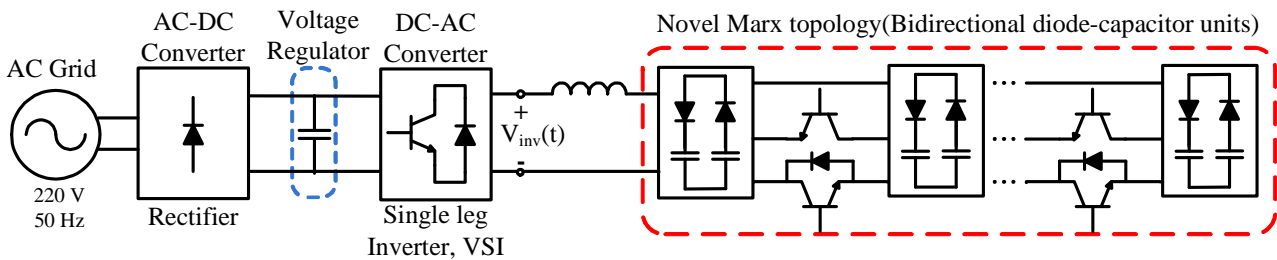 AC Grid
220 V
50 Hz
AC-DC
Converter
Rectifier
Voltage
Regulator
DC-AC
Converter
Single leg
Inverter, VSI
+
V_inv(t)
-
Novel Marx topology(Bidirectional diode-capacitor units)
...
...
...